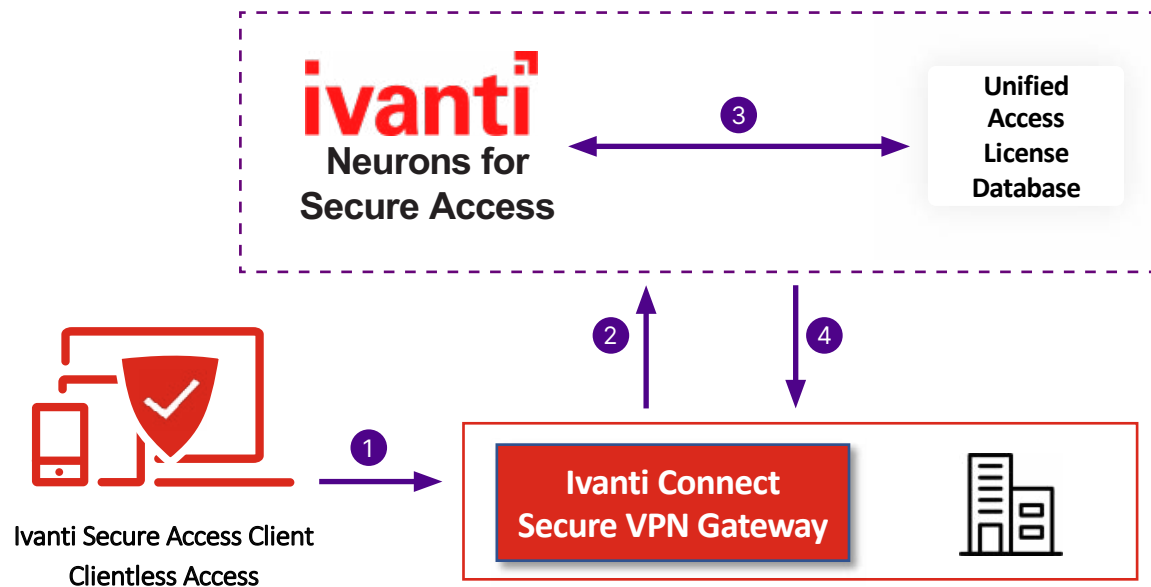 ivanti
Neurons for
Secure Access
3
Unified
Access
License
Database
2
4
1
Ivanti Connect
Secure VPN Gateway
Ivanti Secure Access Client
Clientless Access